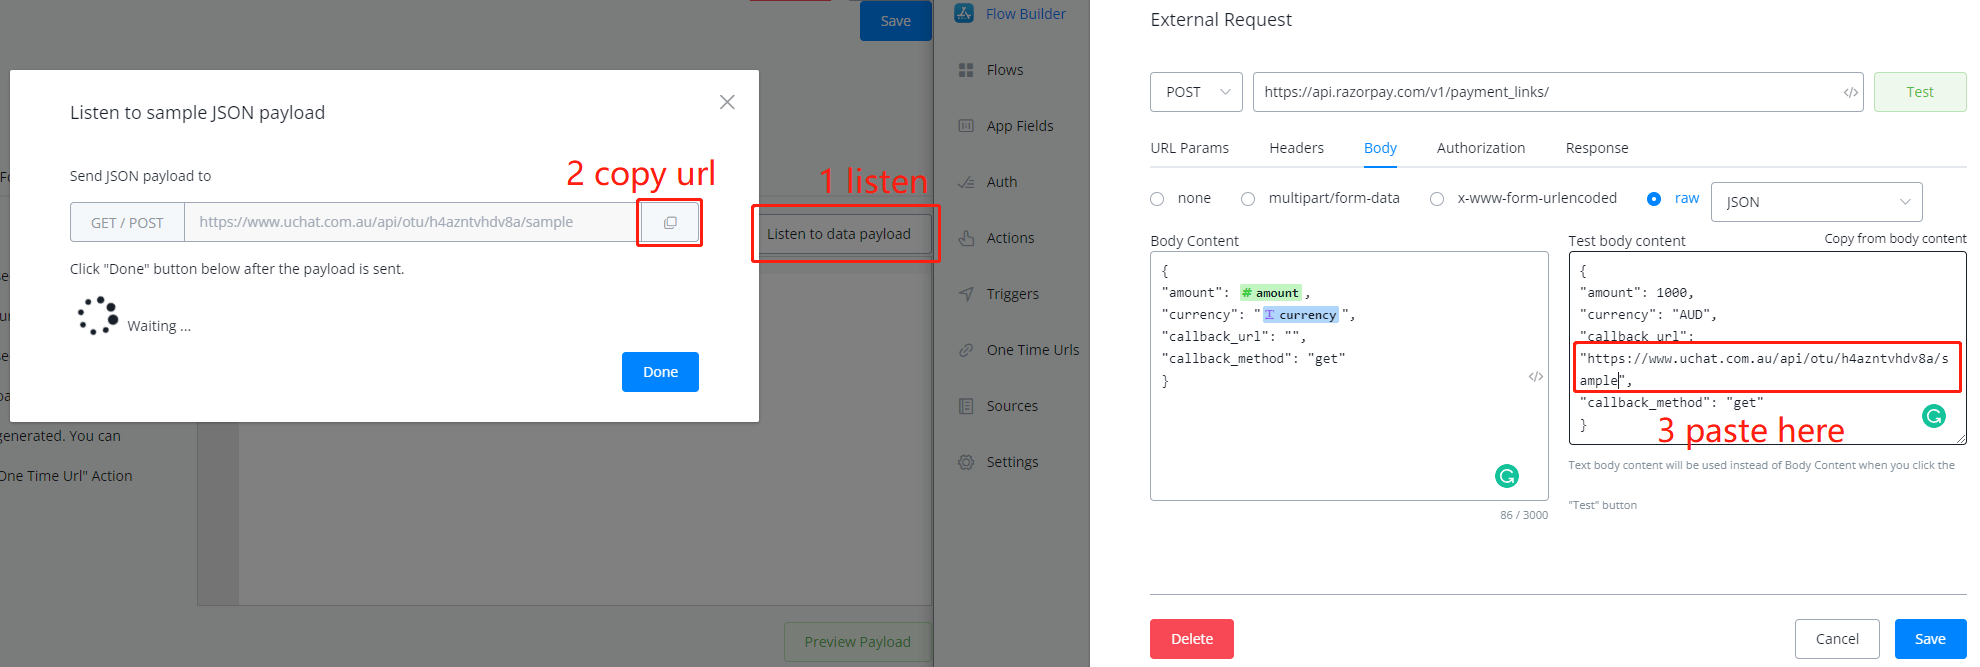 Save
Listen to sample JSON payload
Send JSON payload to
2 copy url
GET / POST
https://www.uchat.com.au/api/otu/h4azntvhdv8a/sample
Click "Done" button below after the payload is sent.
Waiting ...
Done
1 listen
Listen to data payload
generated. You can
One Time Url" Action
Preview Payload
Flow Builder
Flows
App Fields
Auth
Actions
Triggers
One Time Urls
Sources
Settings
External Request
POST
https://api.razorpay.com/v1/payment_links/
</>
Test
URL Params
Headers
Body
Authorization
Response
none
multipart/form-data
x-www-form-urlencoded
raw
JSON
Body Content
{
"amount": # amount ,
"currency": " currency ",
"callback_url": "",
"callback_method": "get"
}
</>
86 / 3000
Test body content
Copy from body content
{
"amount": 1000,
"currency": "AUD",
"callback_url":
"https://www.uchat.com.au/api/otu/h4azntvhdv8a/s
ample",
"callback_method": "get"
}
3 paste here
Text body content will be used instead of Body Content when you click the
"Test" button
Delete
Cancel
Save